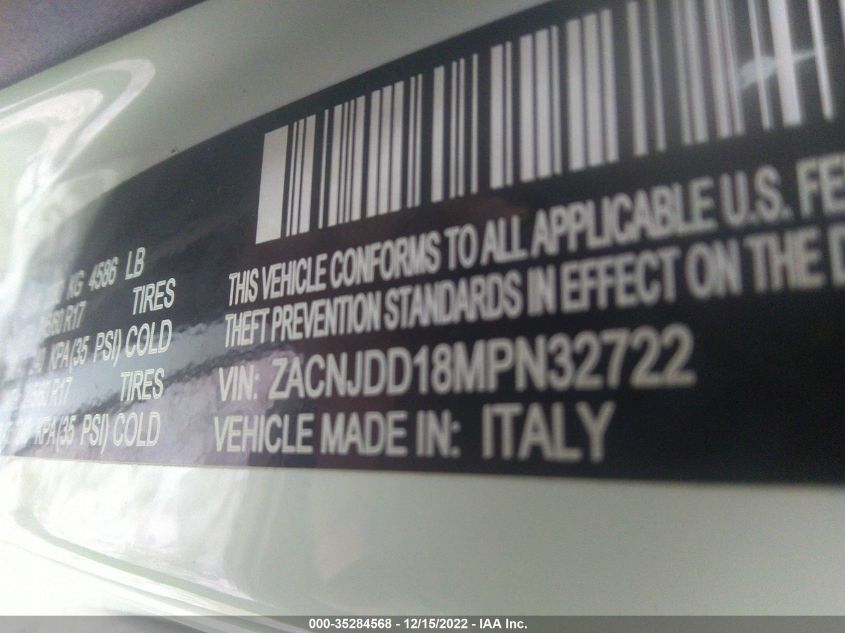 KG 4586 LB
R17 TIRES
KPA (35 PSI) COLD
R17 TIRES
KPA (35 PSI) COLD
THIS VEHICLE CONFORMS TO ALL APPLICABLE U.S.
THEFT PREVENTION STANDARDS IN EFFECT ON THE
VIN: ZACNJDD18MPN32722
VEHICLE MADE IN: ITALY
000-35284568 - 12/15/2022 - IAA Inc.